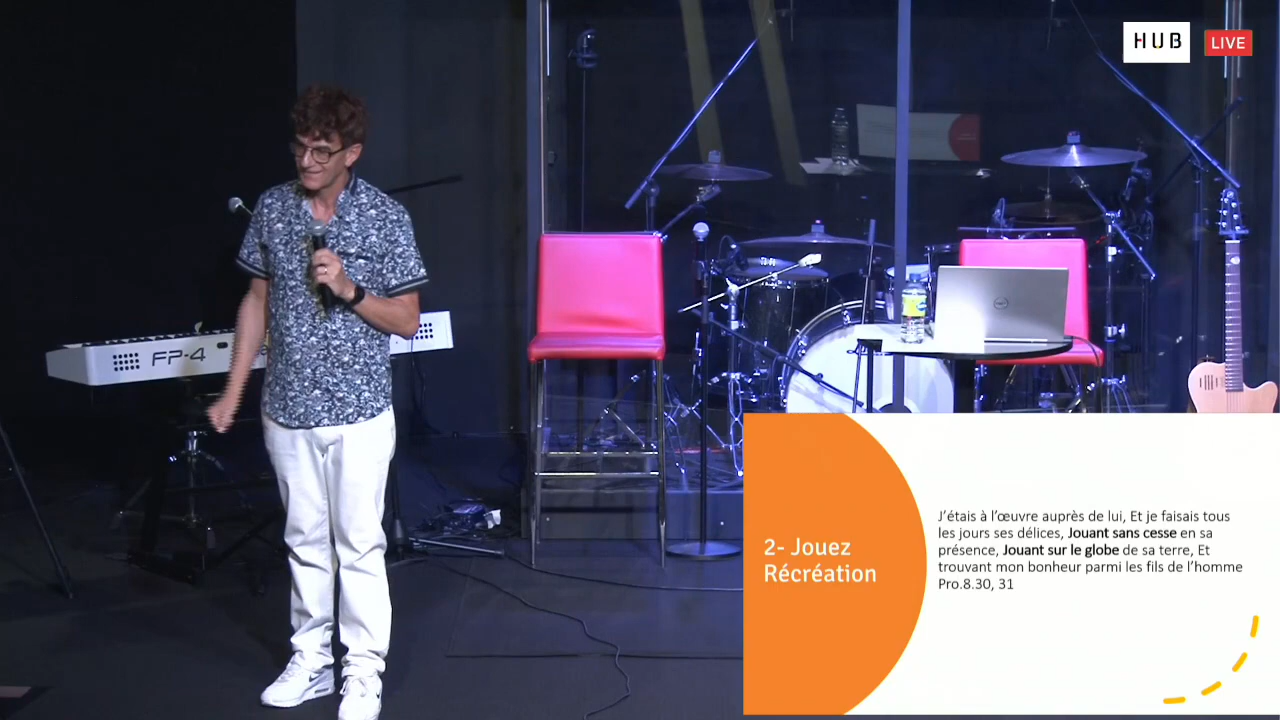 HUB LIVE
FP-4
DELL
2- Jouez
Récréation
J’étais à l’œuvre auprès de lui, Et je faisais tous
les jours ses délices, Jouant sans cesse en sa
présence, Jouant sur le globe de sa terre, Et
trouvant mon bonheur parmi les fils de l’homme
Pro.8.30, 31